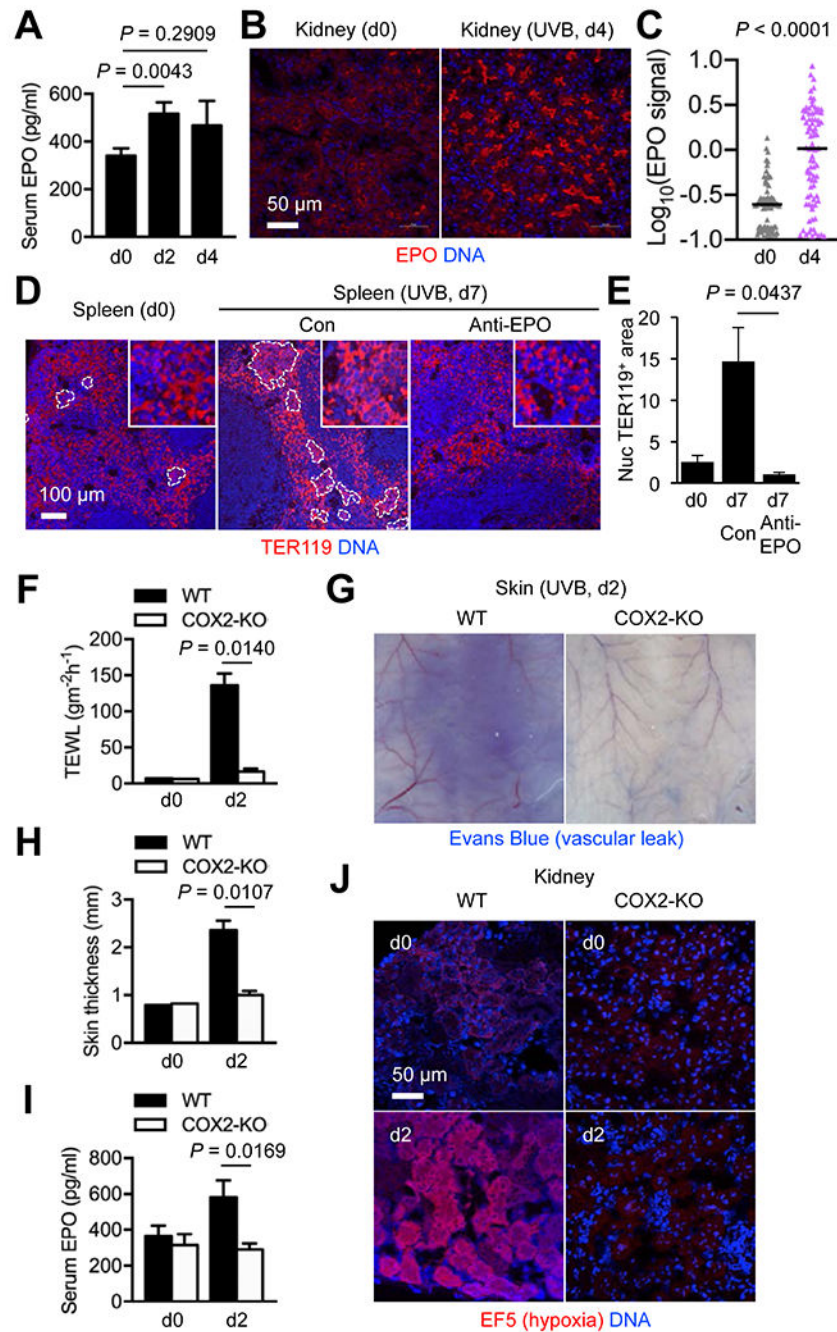 A
P = 0.2909
P = 0.0043
Serum EPO (pg/ml)
600
400
200
0
d0 d2 d4
B
Kidney (d0) Kidney (UVB, d4)
50 μm
EPO DNA
C
P < 0.0001
Log10(EPO signal)
1.0
0.5
0.0
-0.5
-1.0
d0 d4
D
Spleen (d0)
Spleen (UVB, d7)
Con Anti-EPO
100 μm
TER119 DNA
E
P = 0.0437
Nuc TER119+ area
20
15
10
5
0
d0 d7 d7
Con Anti-
EPO
F
WT
COX2-KO
P = 0.0140
TEWL (gm-2h-1)
150
100
50
0
d0 d2
G
Skin (UVB, d2)
WT COX2-KO
Evans Blue (vascular leak)
H
WT
COX2-KO
P = 0.0107
Skin thickness (mm)
3
2
1
0
d0 d2
I
WT
COX2-KO
P = 0.0169
Serum EPO (pg/ml)
800
600
400
200
0
d0 d2
J
Kidney
WT COX2-KO
d0 d0
50 μm
d2 d2
EF5 (hypoxia) DNA